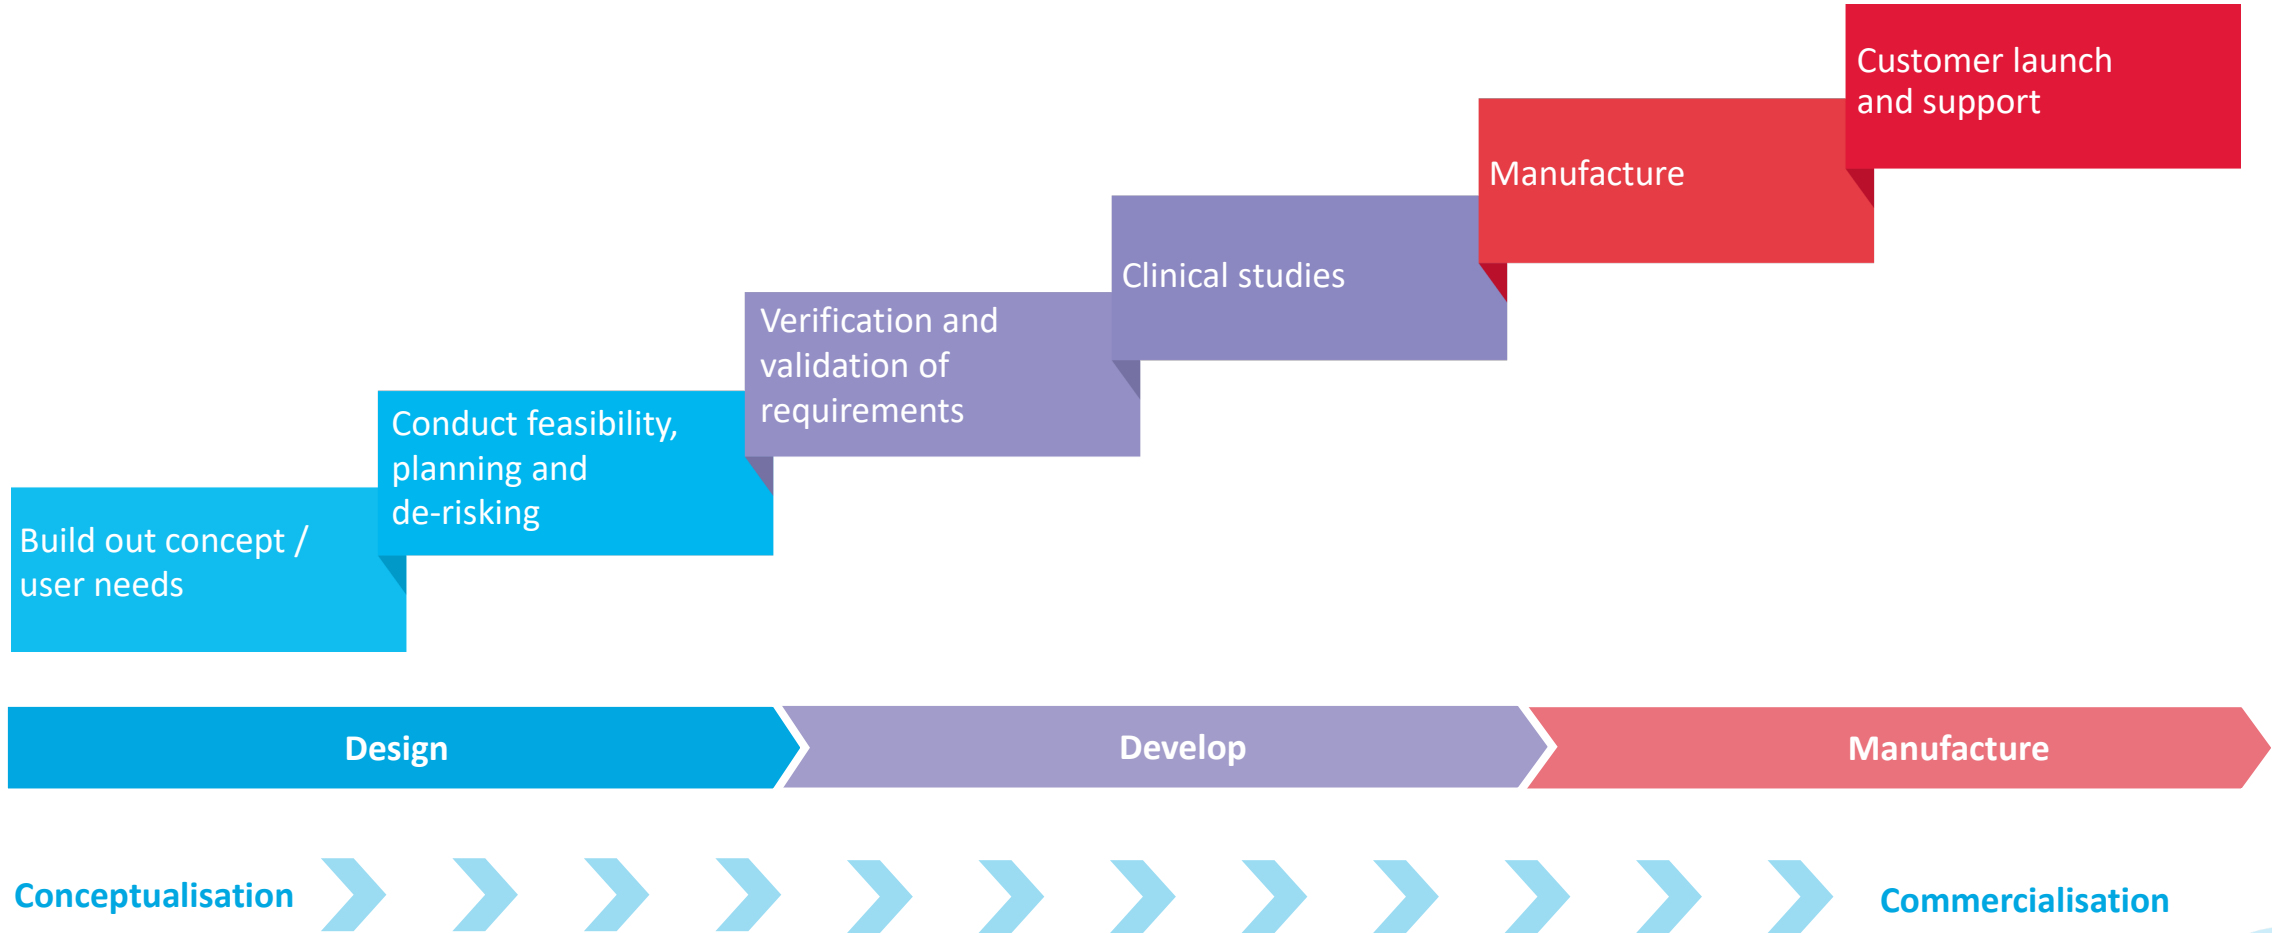 Customer launch
and support
Manufacture
Clinical studies
Verification and
validation of
requirements
Conduct feasibility,
planning and
de-risking
Build out concept /
user needs
Design
Develop
Manufacture
Conceptualisation
Commercialisation